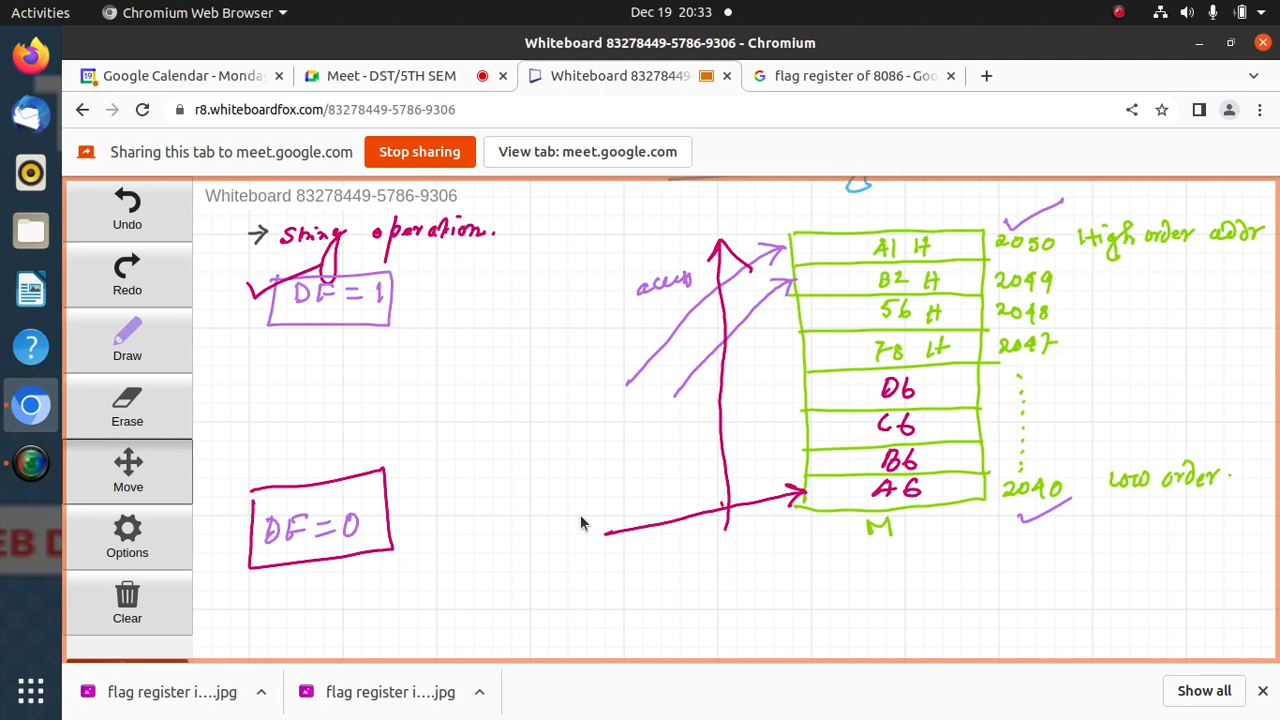 Activities
Chromium Web Browser
Dec 19 20:33
Whiteboard 83278449-5786-9306 - Chromium
Google Calendar - Monda
Meet - DST/5TH SEM
Whiteboard 83278449
flag register of 8086 - Goo
r8.whiteboardfox.com/83278449-5786-9306
Sharing this tab to meet.google.com
Stop sharing
View tab: meet.google.com
Undo
Redo
Draw
Erase
Move
Options
Clear
Whiteboard 83278449-5786-9306
→ String operation.
DF = 1
access
A1 H 2050 High order addr
B2 H 2049
56 H 2048
78 H 2047
D6
C6
B6
A6 2040 Low order.
M
DF = 0
EB D
flag register i....jpg
flag register i....jpg
Show all